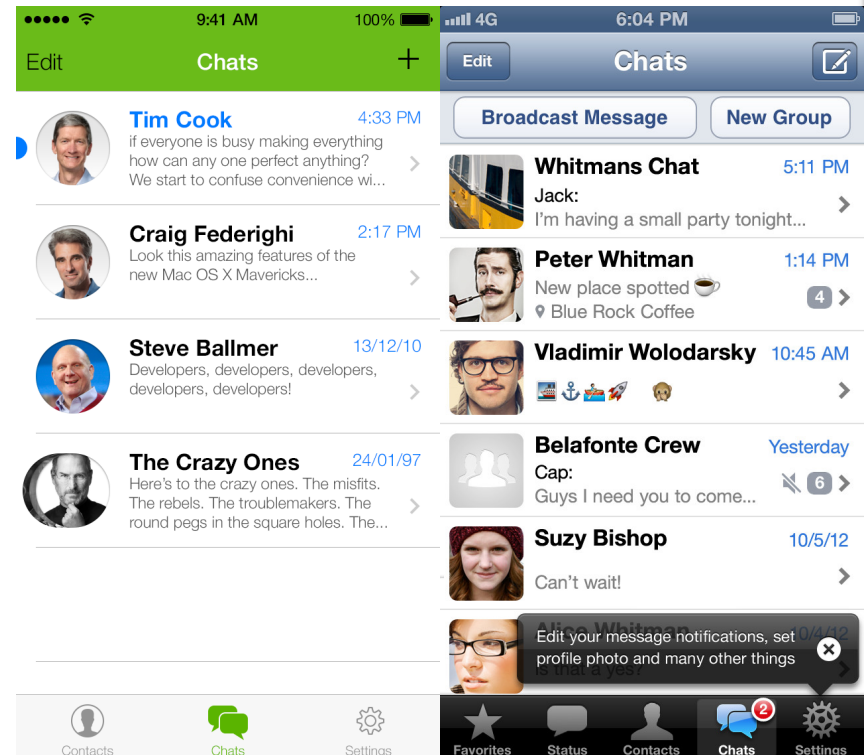 9:41 AM
100%
Edit
Chats
Tim Cook
4:33 PM
if everyone is busy making everything
how can any one perfect anything?
We start to confuse convenience wi...
Craig Federighi
2:17 PM
Look this amazing features of the
new Mac OS X Mavericks...
Steve Ballmer
13/12/10
Developers, developers, developers,
developers, developers!
The Crazy Ones
24/01/97
Here's to the crazy ones. The misfits.
The rebels. The troublemakers. The
round pegs in the square holes. The...
Contacts
Chats
Settings
4G
6:04 PM
Edit
Chats
Broadcast Message
New Group
Whitmans Chat
5:11 PM
Jack:
I'm having a small party tonight...
Peter Whitman
1:14 PM
New place spotted ☕
4
Blue Rock Coffee
Vladimir Wolodarsky
10:45 AM
Belafonte Crew
Yesterday
Cap:
6
Guys I need you to come...
Suzy Bishop
10/5/12
Can't wait!
Alice Whitman
10/4/12
Is that a yes?
Edit your message notifications, set
profile photo and many other things
Favorites
Status
Contacts
2
Chats
Settings